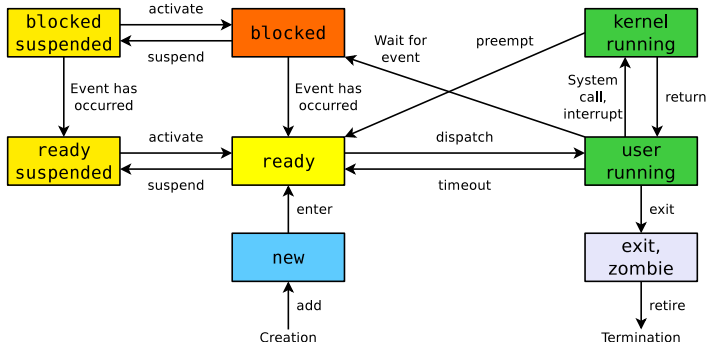 blocked
suspended
activate
suspend
blocked
Wait for
event
preempt
kernel
running
Event has
occurred
Event has
occurred
System
call,
interrupt
return
ready
suspended
activate
suspend
ready
dispatch
timeout
user
running
enter
exit
new
exit,
zombie
add
retire
Creation
Termination